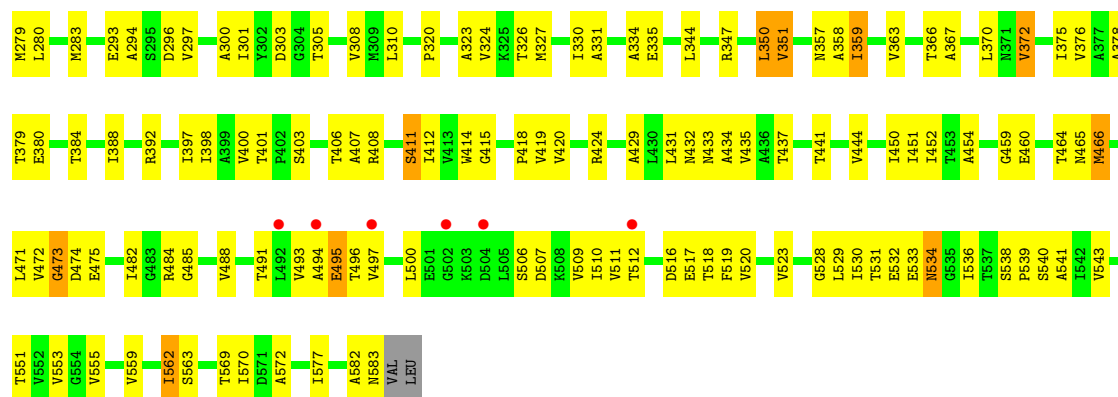 M279 L280 M283 E293 A294 S295 D296 V297 A300 I301 Y302 D303 G304 T305 V308 M309 L310 P320 A323 V324 K325 T326 M327 I330 A331 A334 E335 L344 R347 L350 V351 N357 A358 I359 V363 T366 A367 L370 N371 V372 I375 V376 A377 A378
T379 E380 T384 I388 R392 I397 I398 A399 V400 T401 P402 S403 T406 A407 R408 S411 I412 V413 W414 G415 P418 V419 V420 R424 A429 L430 L431 N432 N433 A434 V435 A436 T437 T441 V444 I450 I451 I452 T453 A454 G459 E460 T464 N465 M466
L471 V472 G473 D474 E475 I482 G483 R484 G485 V488 T491 L492 V493 A494 E495 T496 V497 L500 E501 G502 K503 D504 L505 S506 D507 K508 V509 I510 V511 T512 D516 E517 T518 F519 V520 V523 G528 L529 I530 T531 E532 E533 N534 G535 I536 T537 S538 P539 S540 A541 I542 V543
T551 V552 V553 G554 V555 V559 I562 S563 T569 I570 D571 A572 I577 A582 N583 VAL LEU